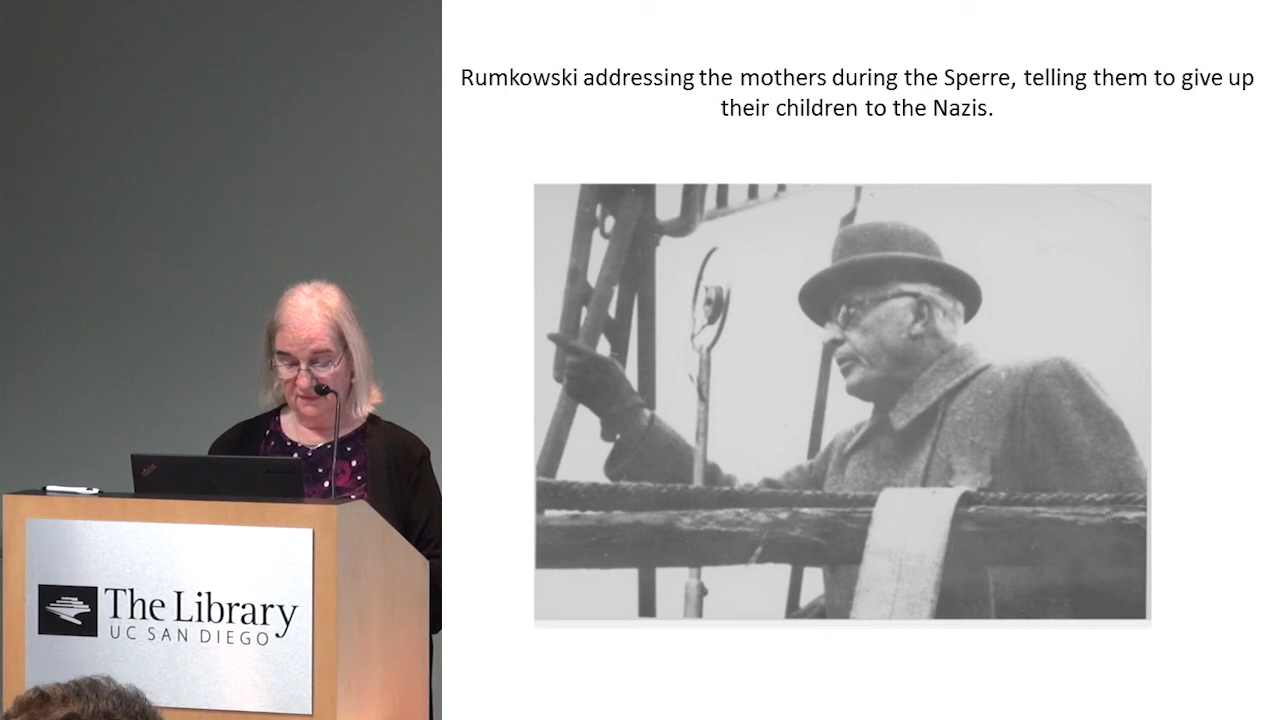 Rumkowski addressing the mothers during the Sperre, telling them to give up
their children to the Nazis.
The Library
UC SAN DIEGO